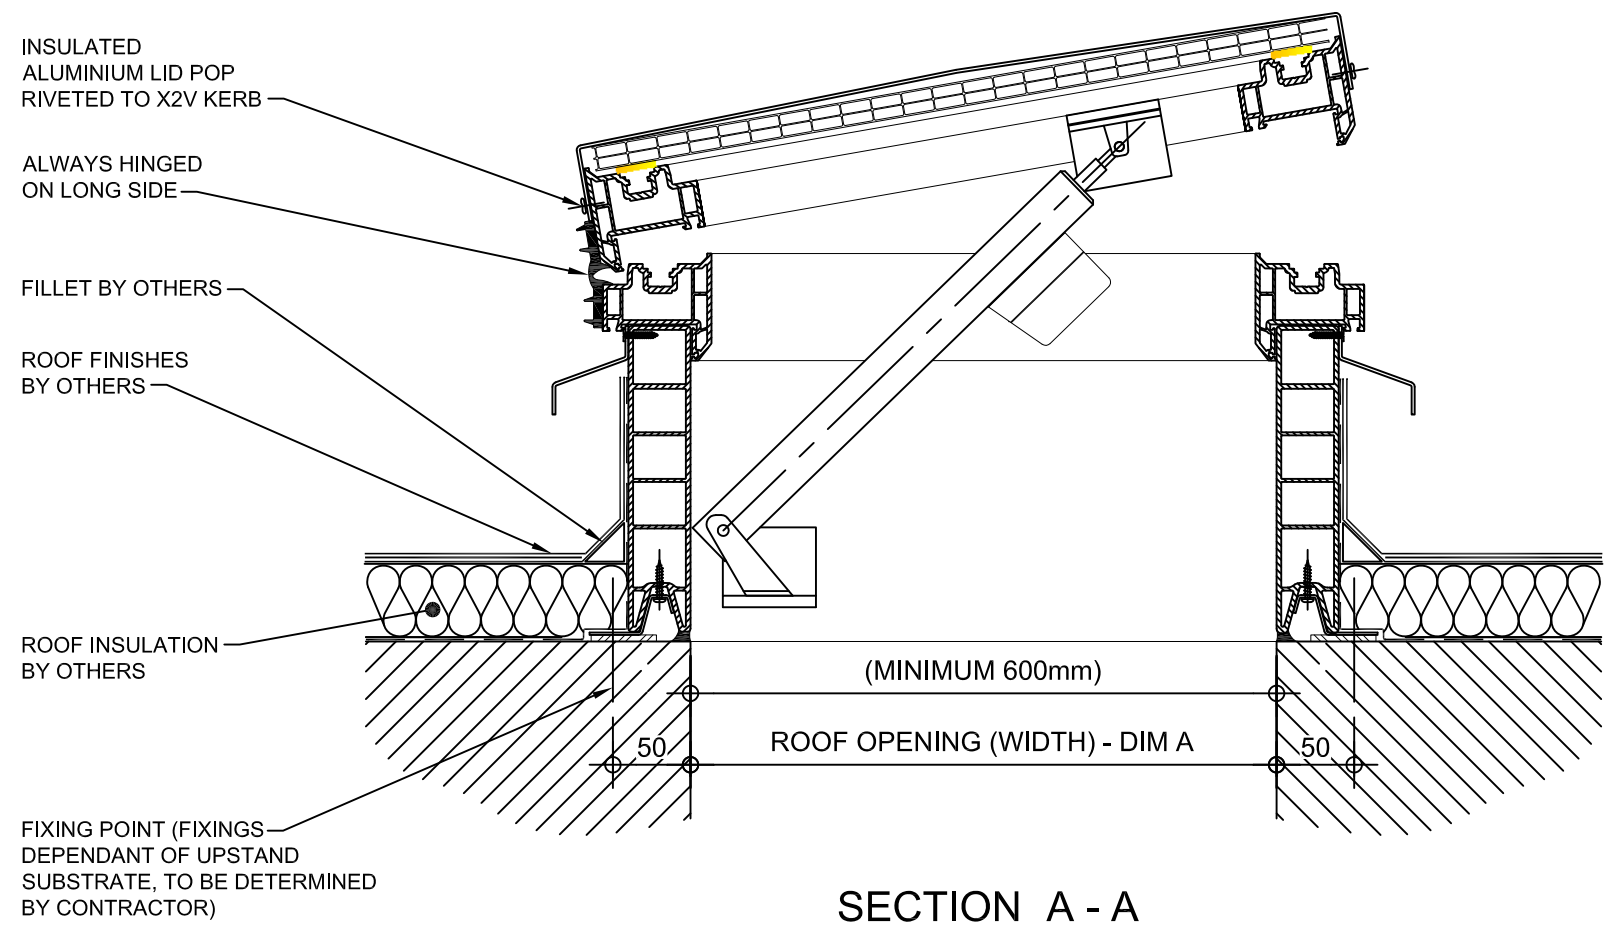 INSULATED
ALUMINIUM LID POP
RIVETED TO X2V KERB
ALWAYS HINGED
ON LONG SIDE
FILLET BY OTHERS
ROOF FINISHES
BY OTHERS
ROOF INSULATION
BY OTHERS
FIXING POINT (FIXINGS
DEPENDANT OF UPSTAND
SUBSTRATE, TO BE DETERMINED
BY CONTRACTOR)
(MINIMUM 600mm)
50
ROOF OPENING (WIDTH) - DIM A
50
SECTION A - A